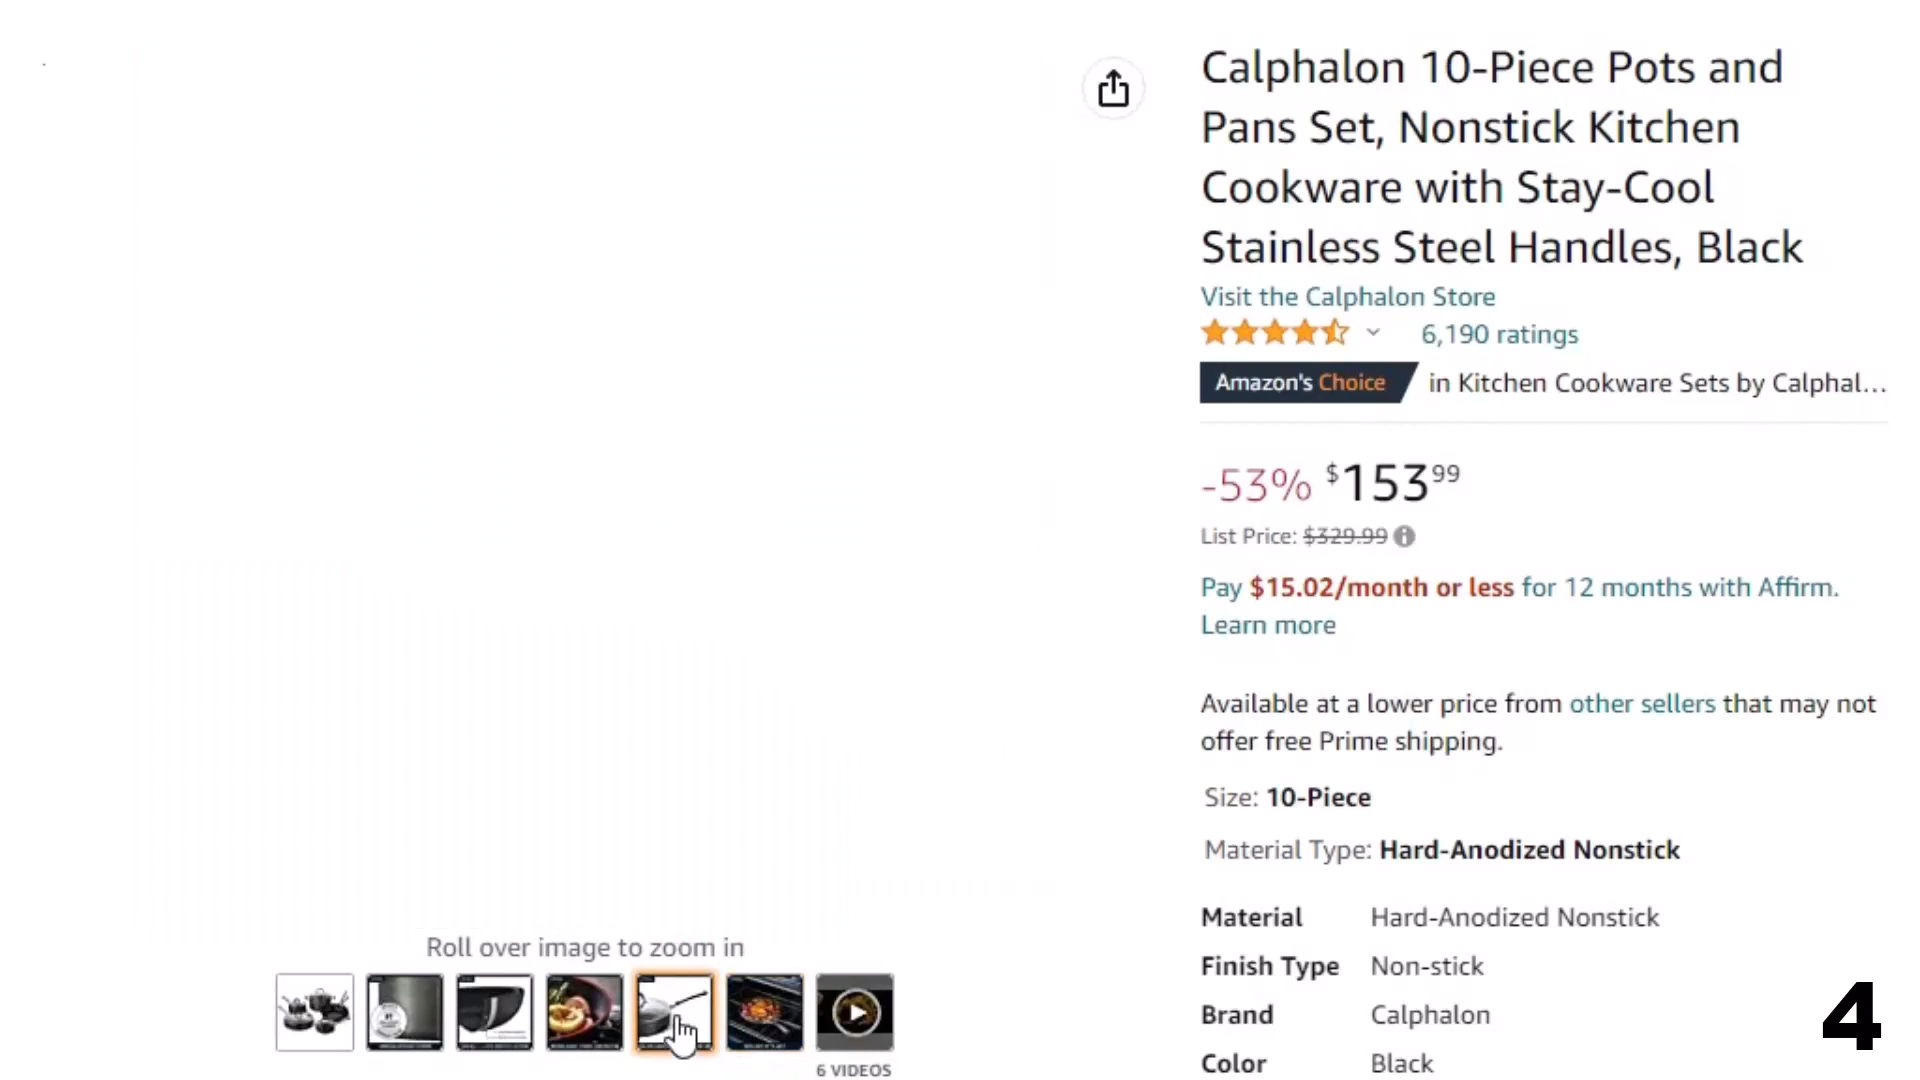 Calphalon 10-Piece Pots and
Pans Set, Nonstick Kitchen
Cookware with Stay-Cool
Stainless Steel Handles, Black
Visit the Calphalon Store
6,190 ratings
Amazon's Choice in Kitchen Cookware Sets by Calphal...
-53% $153 99
List Price: $329.99
Pay $15.02/month or less for 12 months with Affirm.
Learn more
Available at a lower price from other sellers that may not
offer free Prime shipping.
Size: 10-Piece
Material Type: Hard-Anodized Nonstick
Material Hard-Anodized Nonstick
Finish Type Non-stick
Brand Calphalon
Color Black
Roll over image to zoom in
6 VIDEOS
4